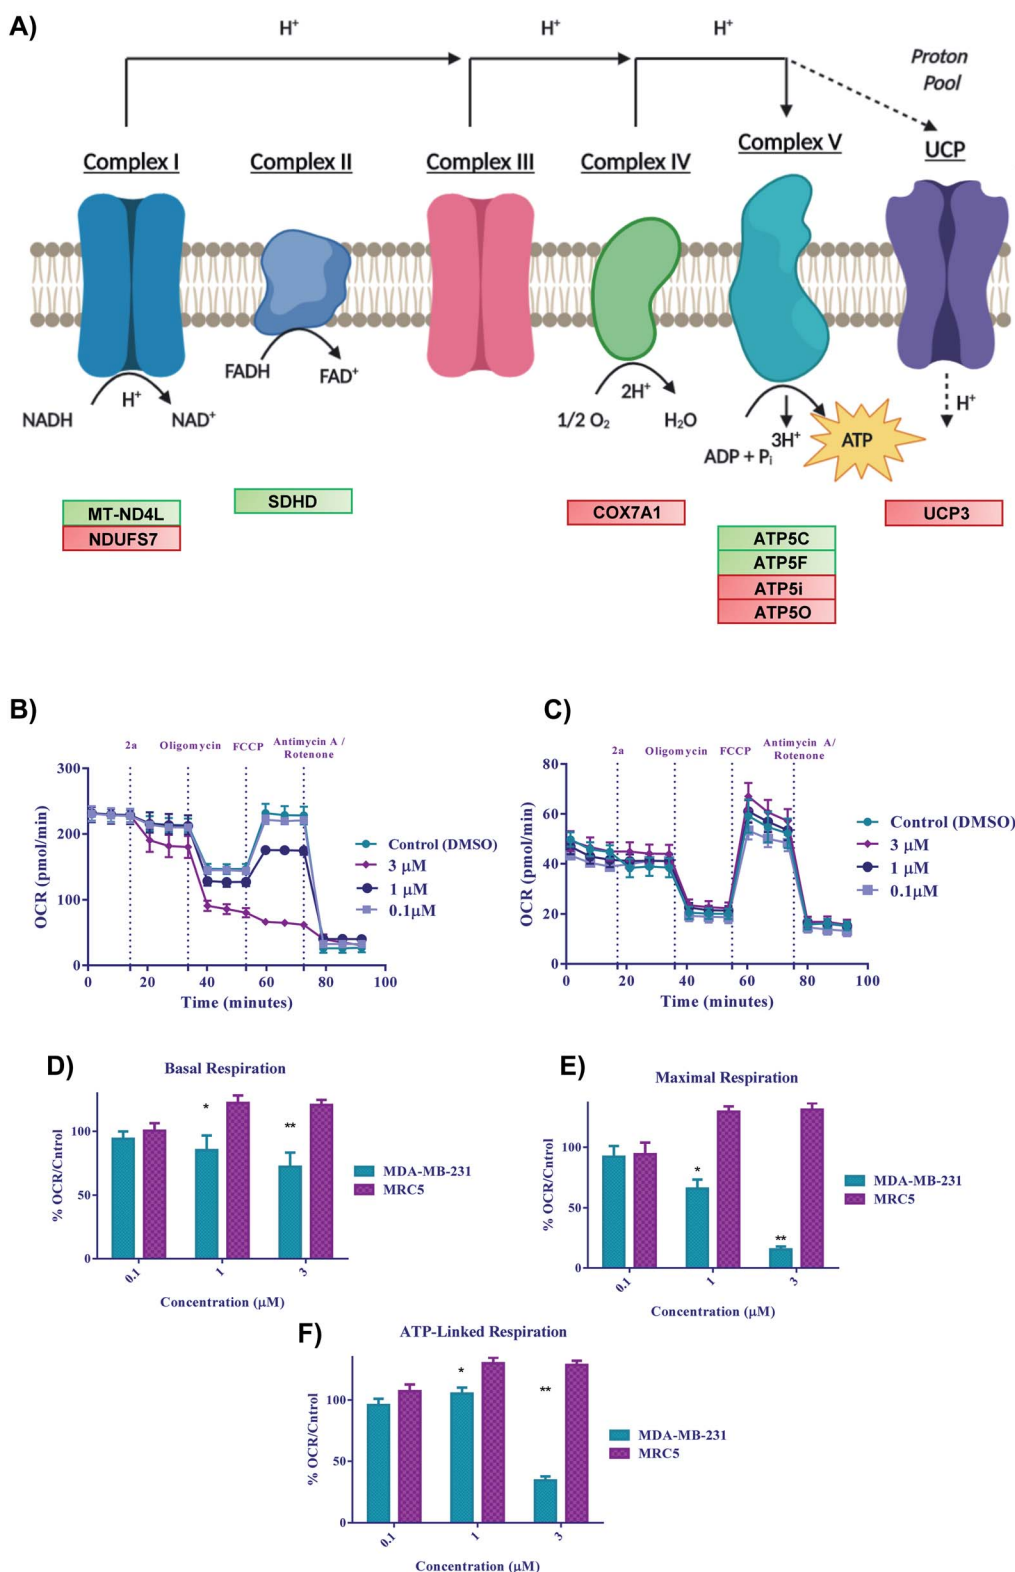 A)
H⁺
H⁺
H⁺
Proton
Pool
Complex I
Complex II
Complex III
Complex IV
Complex V
UCP
NADH
H⁺
NAD⁺
FADH
FAD⁺
1/2 O₂
2H⁺
H₂O
ADP + Pᵢ
3H⁺
ATP
H⁺
MT-ND4L
NDUFS7
SDHD
COX7A1
ATP5C
ATP5F
ATP5i
ATP5O
UCP3
B)
2a
Oligomycin
FCCP
Antimycin A /
Rotenone
OCR (pmol/min)
300
200
100
0
0
20
40
60
80
100
Time (minutes)
Control (DMSO)
3 μM
1 μM
0.1μM
C)
2a
Oligomycin
FCCP
Antimycin A/
Rotenone
OCR (pmol/min)
80
60
40
20
0
0
20
40
60
80
100
Time (minutes)
Control (DMSO)
3 μM
1 μM
0.1μM
D)
Basal Respiration
% OCR/Cntrol
100
50
0
*
**
0.1
1
3
Concentration (μM)
MDA-MB-231
MRC5
E)
Maximal Respiration
% OCR/Cntrol
100
50
0
*
**
0.1
1
3
Concentration (μM)
MDA-MB-231
MRC5
F)
ATP-Linked Respiration
% OCR/Cntrol
100
50
0
*
**
0.1
1
3
Concentration (μM)
MDA-MB-231
MRC5